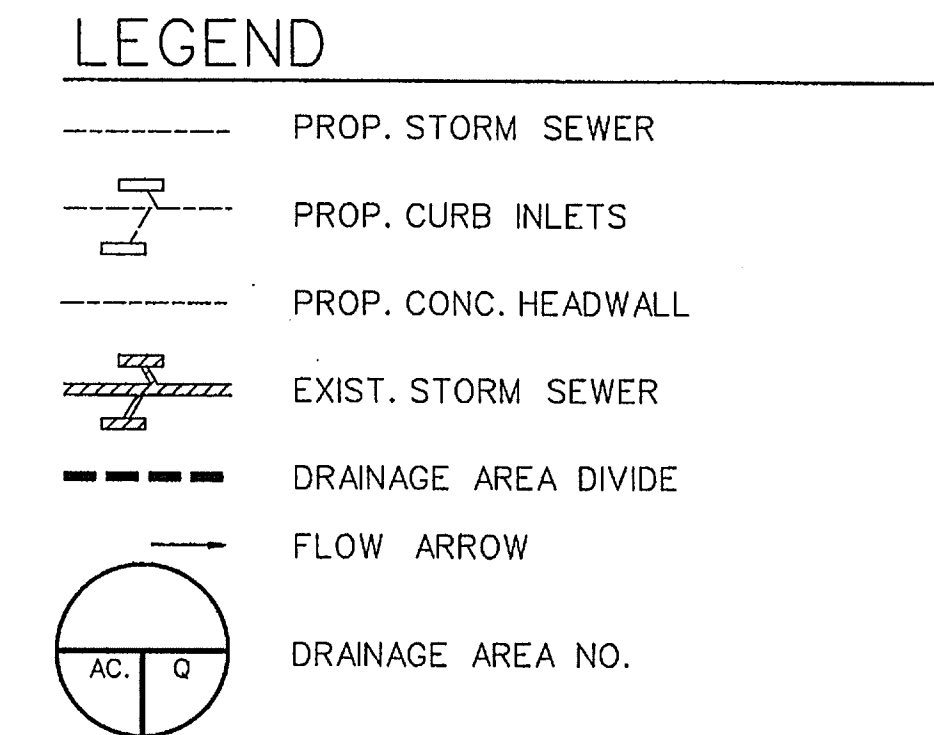 LEGEND
PROP. STORM SEWER
PROP. CURB INLETS
PROP. CONC. HEADWALL
EXIST. STORM SEWER
DRAINAGE AREA DIVIDE
FLOW ARROW
AC. Q DRAINAGE AREA NO.